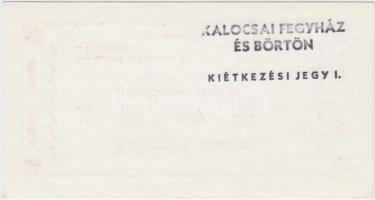 KALOCSAI FEGYHÁZ
ÉS BÖRTÖN
KIÉTKEZÉSI JEGY I.